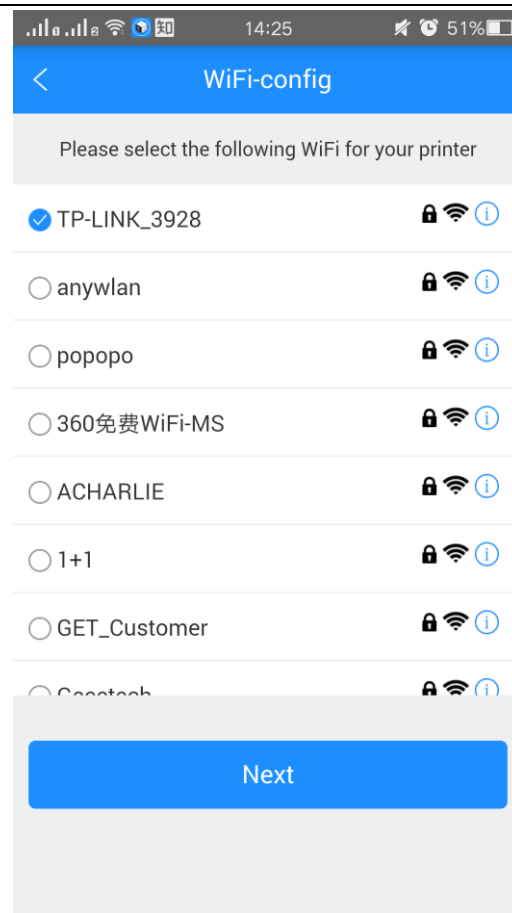 知 14:25 51%
WiFi-config
Please select the following WiFi for your printer
TP-LINK_3928
anywlan
popopo
360免费WiFi-MS
ACHARLIE
1+1
GET_Customer
Next